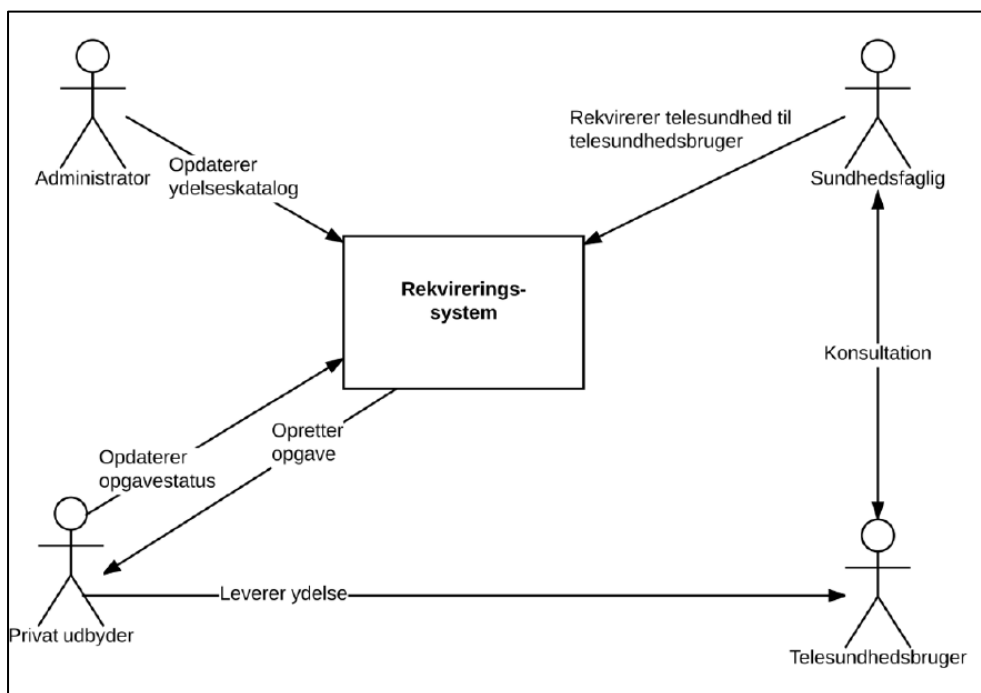 Administrator
Opdaterer
ydelseskatalog
Rekvirerer telesundhed til
telesundhedsbruger
Sundhedsfaglig
Rekvirerings-
system
Konsultation
Opdaterer
opgavestatus
Opretter
opgave
Privat udbyder
Leverer ydelse
Telesundhedsbruger